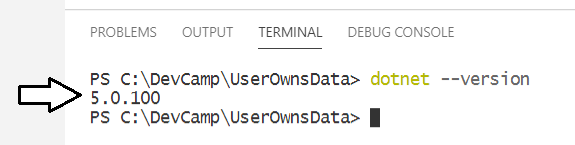 PROBLEMS OUTPUT TERMINAL DEBUG CONSOLE
PS C:\DevCamp\UserOwnsData> dotnet --version
5.0.100
PS C:\DevCamp\UserOwnsData>